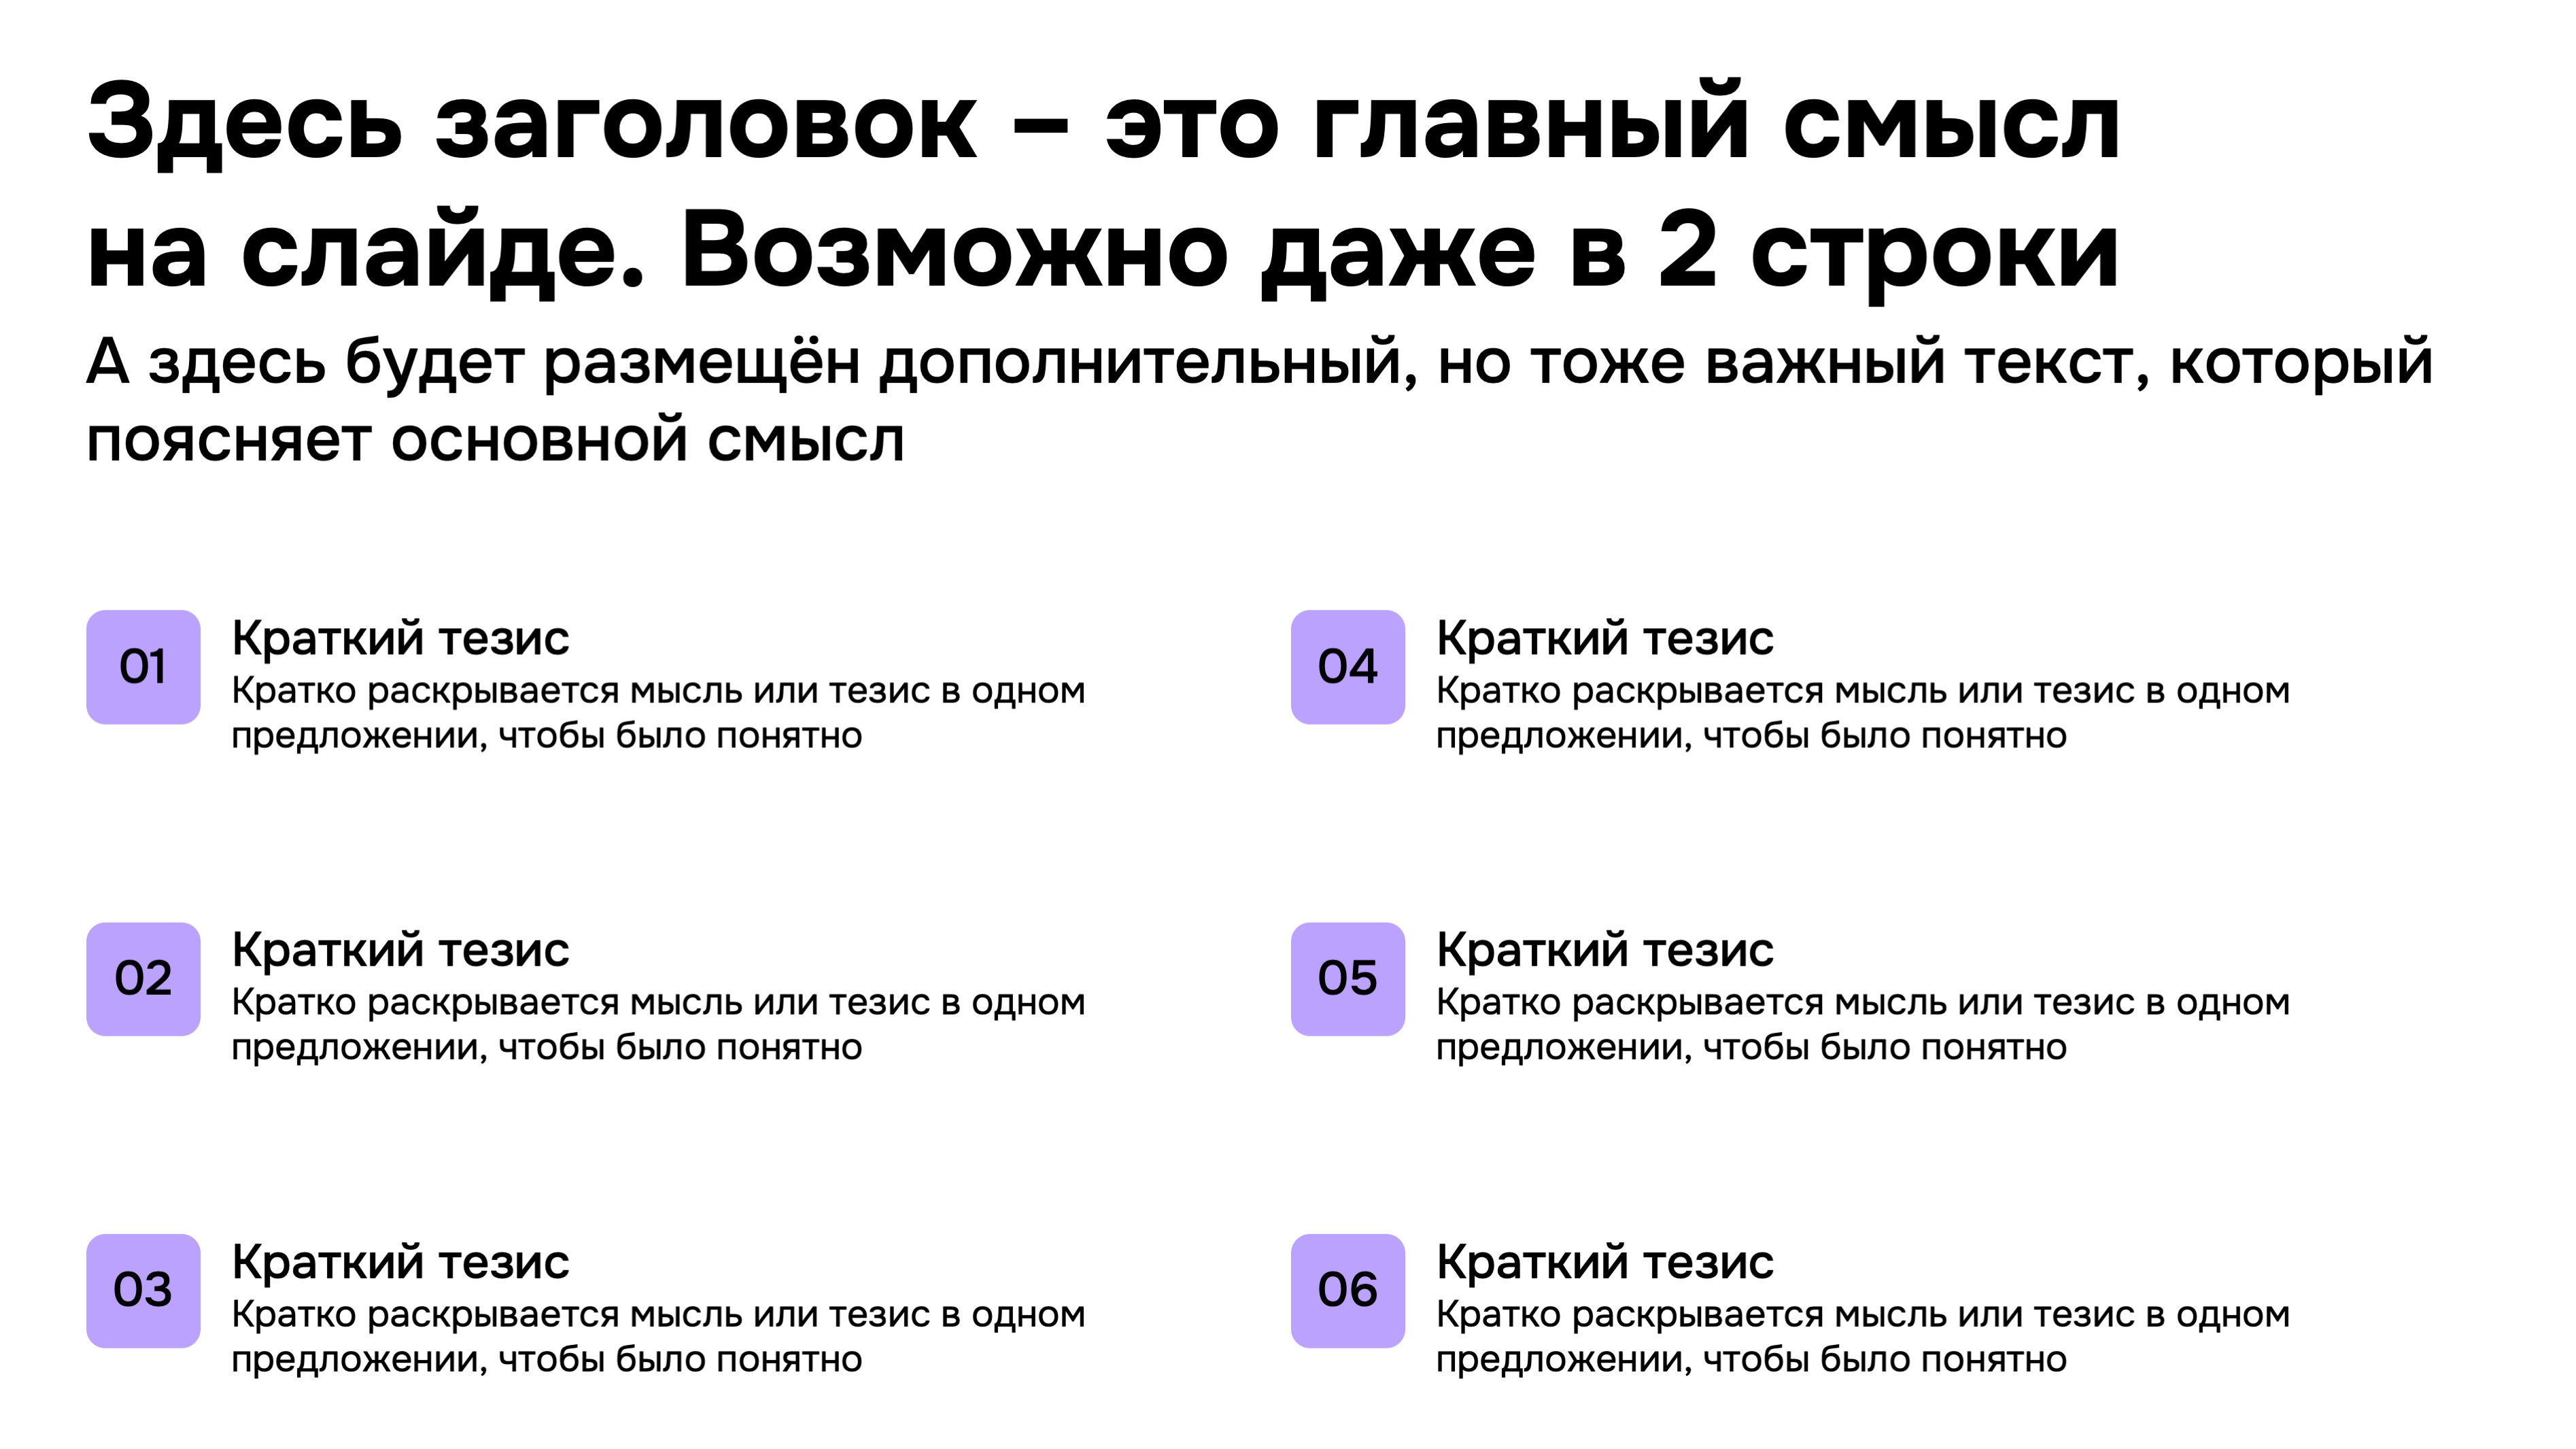 Здесь заголовок – это главный смысл
на слайде. Возможно даже в 2 строки
А здесь будет размещён дополнительный, но тоже важный текст, который
поясняет основной смысл
01
Краткий тезис
Кратко раскрывается мысль или тезис в одном
предложении, чтобы было понятно
02
Краткий тезис
Кратко раскрывается мысль или тезис в одном
предложении, чтобы было понятно
03
Краткий тезис
Кратко раскрывается мысль или тезис в одном
предложении, чтобы было понятно
04
Краткий тезис
Кратко раскрывается мысль или тезис в одном
предложении, чтобы было понятно
05
Краткий тезис
Кратко раскрывается мысль или тезис в одном
предложении, чтобы было понятно
06
Краткий тезис
Кратко раскрывается мысль или тезис в одном
предложении, чтобы было понятно